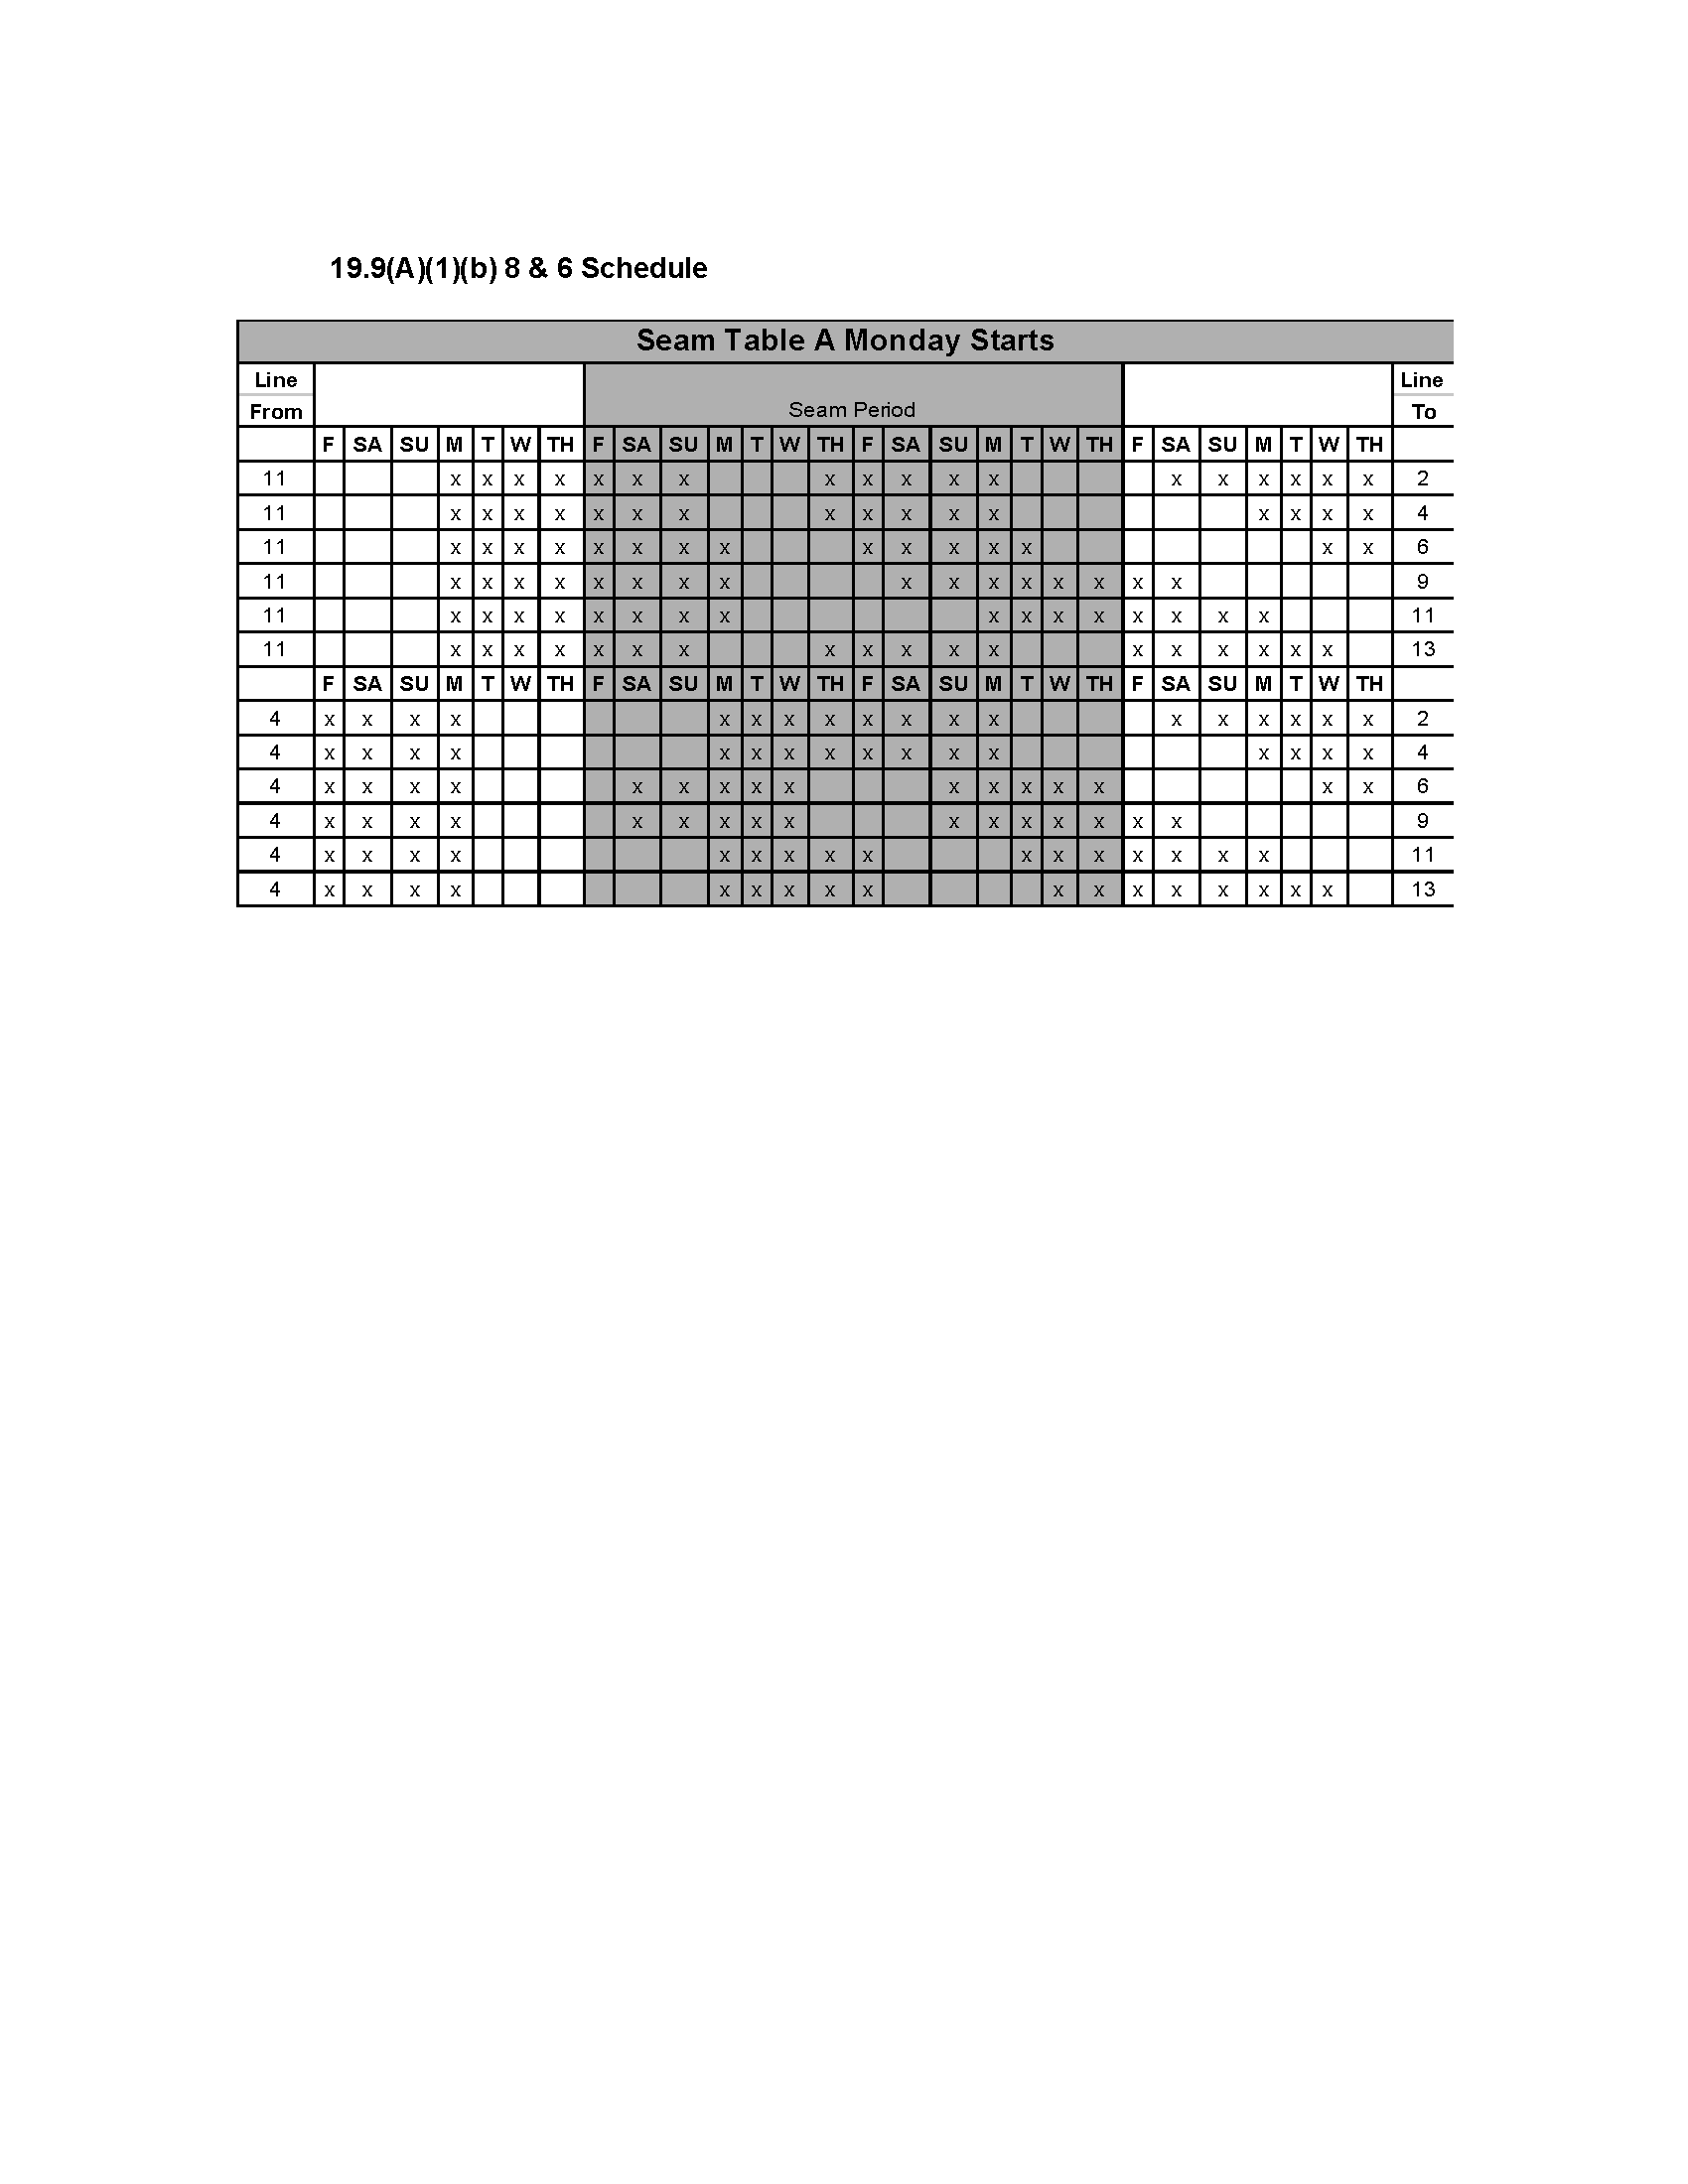 19.9(A)(1)(b) 8 & 6 Schedule
Seam Table A Monday Starts
Line Line
From Seam Period To
F SA SU M T W TH F SA SU M T W TH F SA SU M T W TH F SA SU M T W TH
11 x x x x x x x x x x x x x x x x x x 2
11 x x x x x x x x x x x x x x x x 4
11 x x x x x x x x x x x x x x x 6
11 x x x x x x x x x x x x x x x x 9
11 x x x x x x x x x x x x x x x x 11
11 x x x x x x x x x x x x x x x x x x 13
F SA SU M T W TH F SA SU M T W TH F SA SU M T W TH F SA SU M T W TH
4 x x x x x x x x x x x x x x x x x x 2
4 x x x x x x x x x x x x x x x x 4
4 x x x x x x x x x x x x x x x x 6
4 x x x x x x x x x x x x x x x x 9
4 x x x x x x x x x x x x x x x x 11
4 x x x x x x x x x x x x x x x x x 13